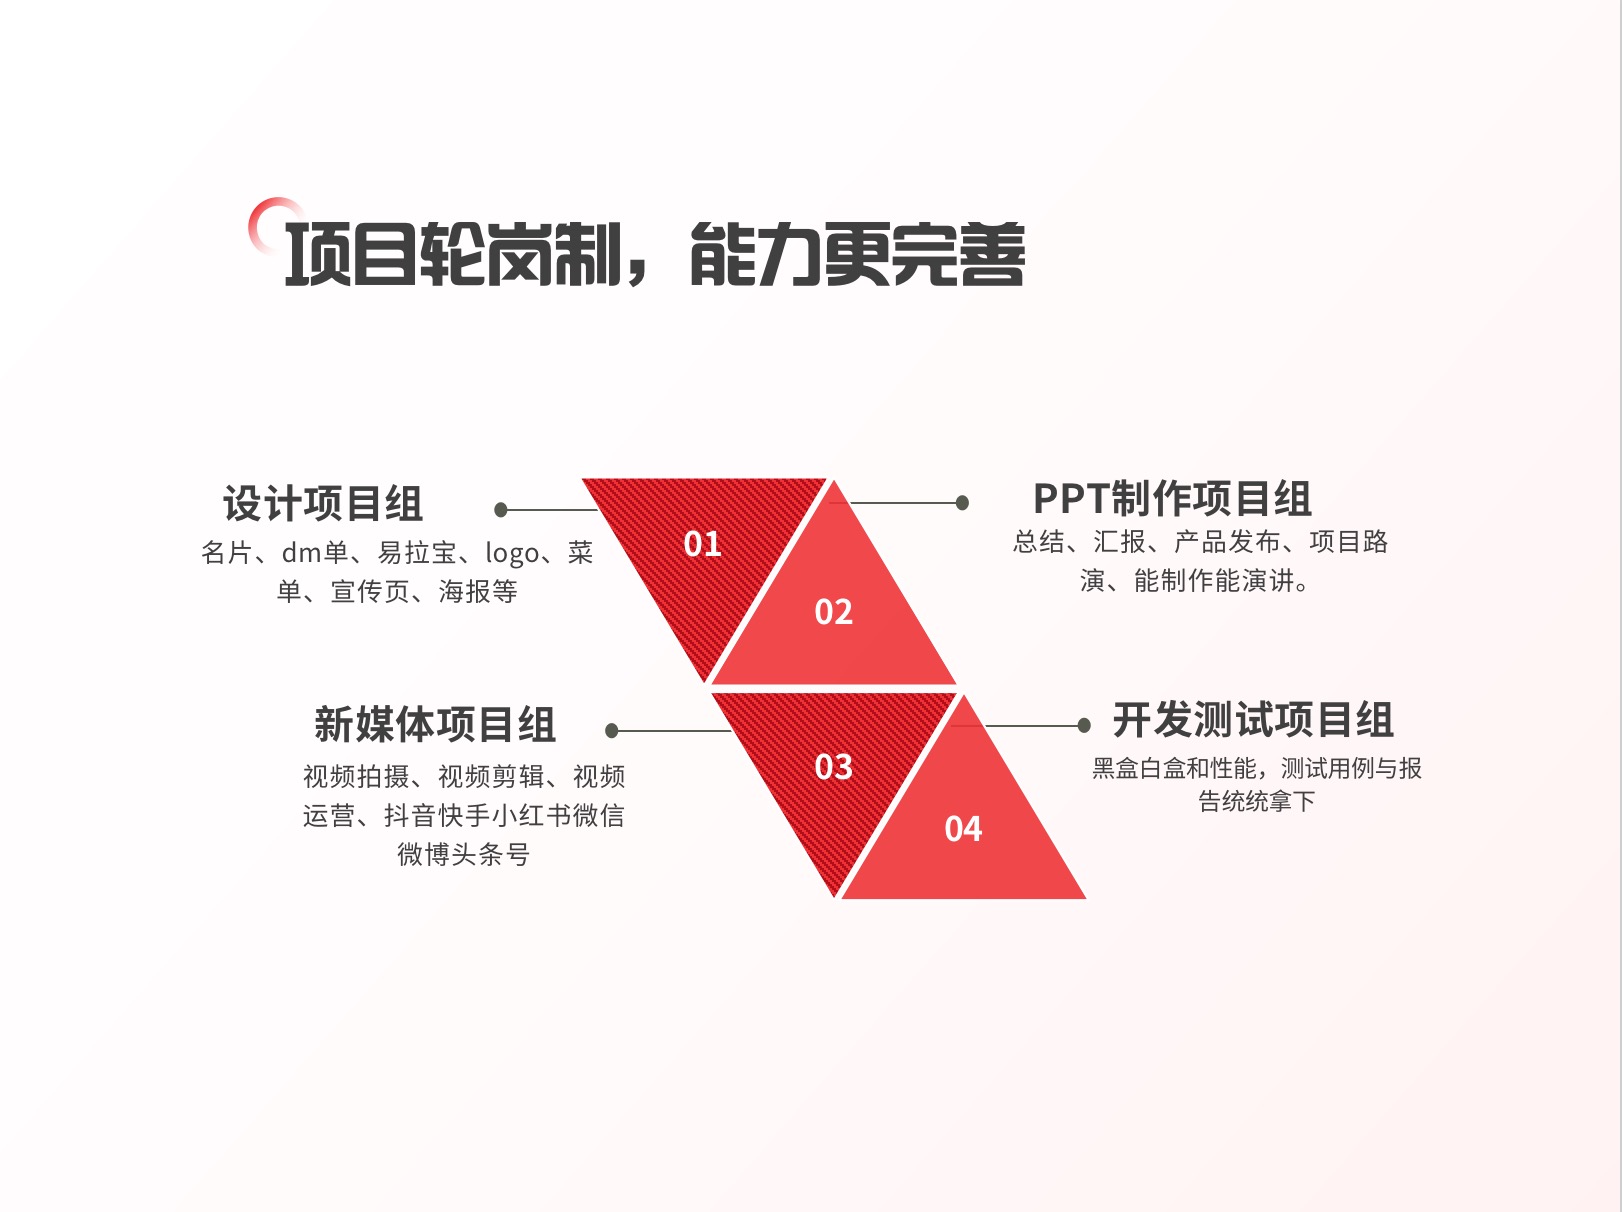 项目轮岗制，能力更完善
设计项目组
名片、dm单、易拉宝、logo、菜
单、宣传页、海报等
01
PPT制作项目组
总结、汇报、产品发布、项目路
演、能制作能演讲。
02
新媒体项目组
视频拍摄、视频剪辑、视频
运营、抖音快手小红书微信
微博头条号
03
开发测试项目组
黑盒白盒和性能，测试用例与报
告统统拿下
04